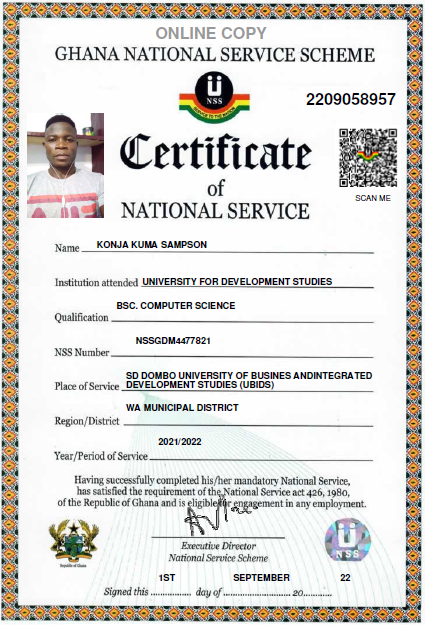 ONLINE COPY
GHANA NATIONAL SERVICE SCHEME
NSS
2209058957
Certificate
of
NATIONAL SERVICE
SCAN ME
Name KONJA KUMA SAMPSON
Institution attended UNIVERSITY FOR DEVELOPMENT STUDIES
Qualification BSC. COMPUTER SCIENCE
NSS Number NSSGDM4477821
Place of Service SD DOMBO UNIVERSITY OF BUSINES ANDINTEGRATED
DEVELOPMENT STUDIES (UBIDS)
Region/District WA MUNICIPAL DISTRICT
Year/Period of Service 2021/2022
Having successfully completed his/her mandatory National Service,
has satisfied the requirement of the National Service act 426, 1980,
of the Republic of Ghana and is eligible for engagement in any employment.
Executive Director
National Service Scheme
Republic of Ghana
NSS
Signed this 1ST day of SEPTEMBER 20 22